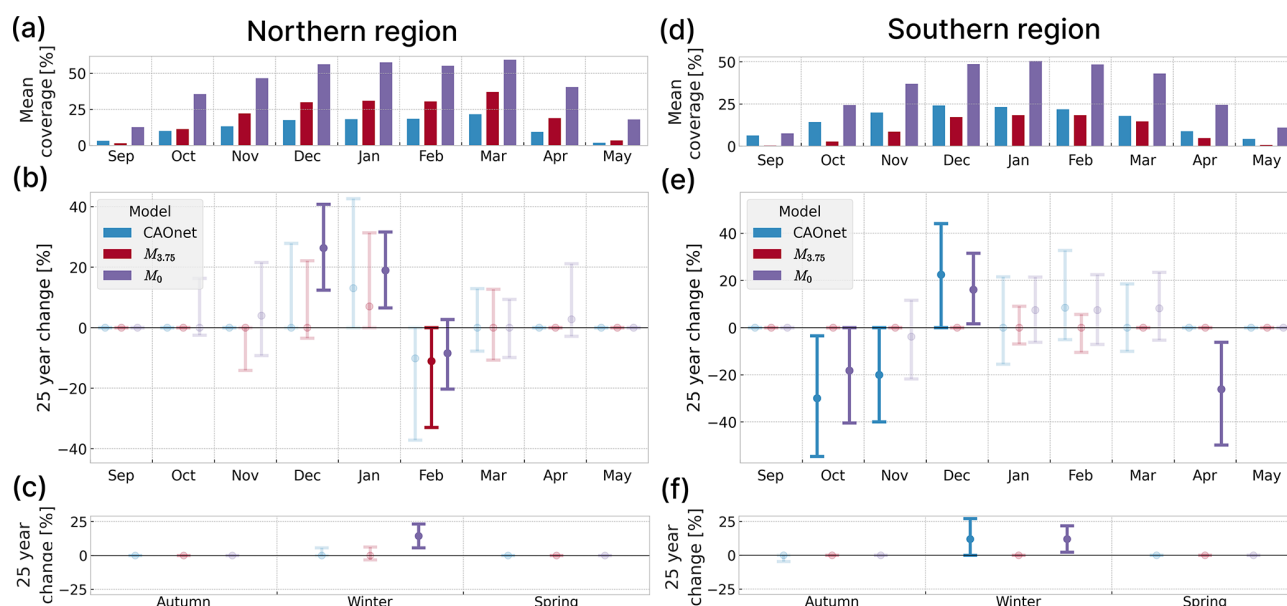 (a)
Northern region
Mean
coverage [%]
50
25
0
Sep Oct Nov Dec Jan Feb Mar Apr May
(b)
25 year change [%]
40
20
0
−20
−40
Model
CAOnet
M3.75
M0
Sep Oct Nov Dec Jan Feb Mar Apr May
(c)
25 year
change [%]
25
0
−25
Autumn Winter Spring
(d)
Southern region
Mean
coverage [%]
50
25
0
Sep Oct Nov Dec Jan Feb Mar Apr May
(e)
25 year change [%]
40
20
0
−20
−40
Model
CAOnet
M3.75
M0
Sep Oct Nov Dec Jan Feb Mar Apr May
(f)
25 year
change [%]
25
0
−25
Autumn Winter Spring